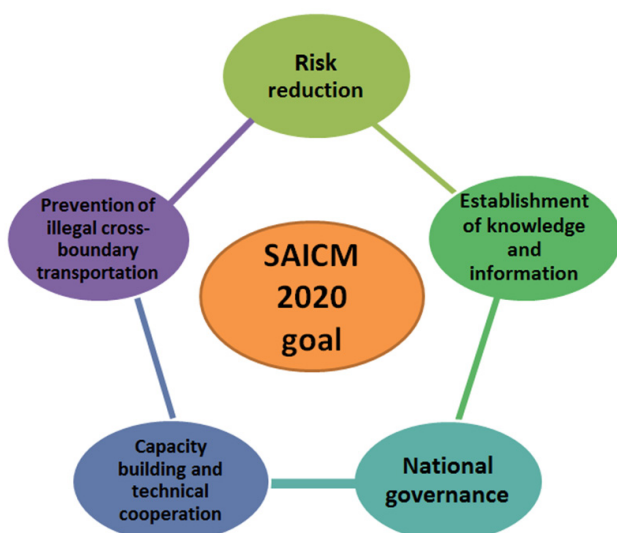 Risk
reduction
Prevention of
illegal cross-
boundary
transportation
Establishment
of knowledge
and
information
SAICM
2020
goal
Capacity
building and
technical
cooperation
National
governance